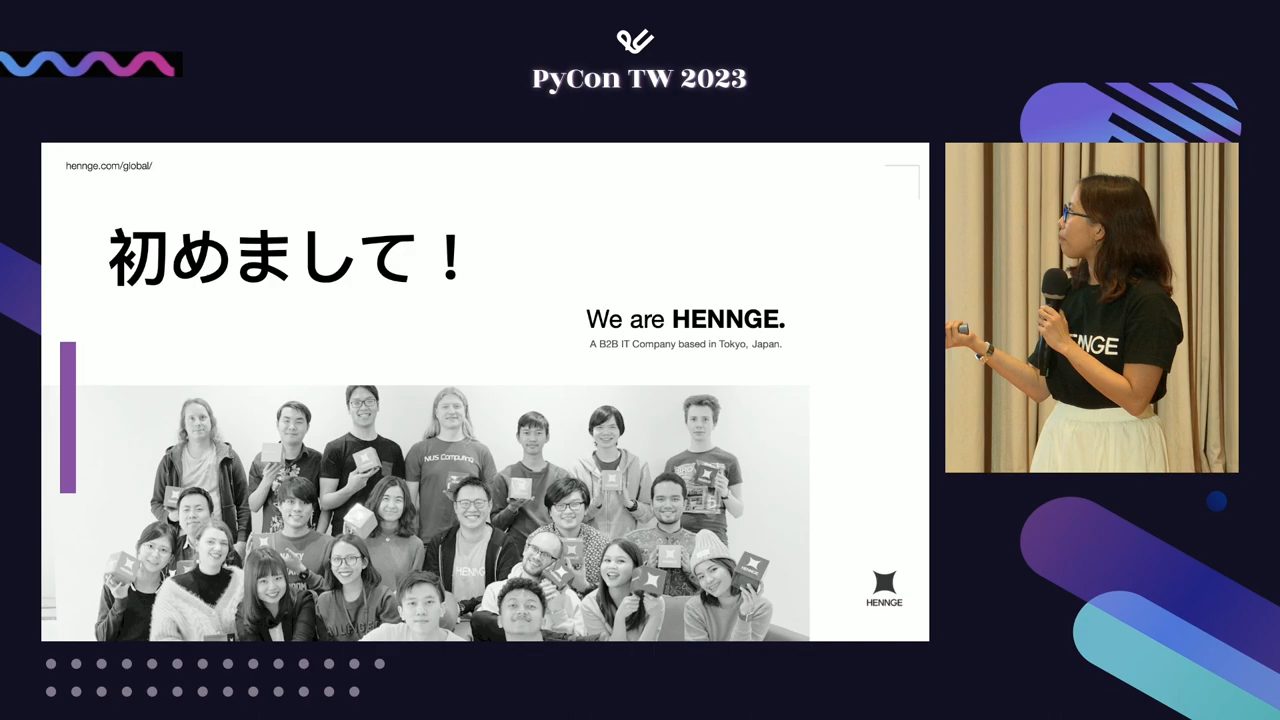 PyCon TW 2023
hennge.com/global/
初めまして！
We are HENNGE.
A B2B IT Company based in Tokyo, Japan.
HENNGE
NUS Computing
HENNGE
HENNGE